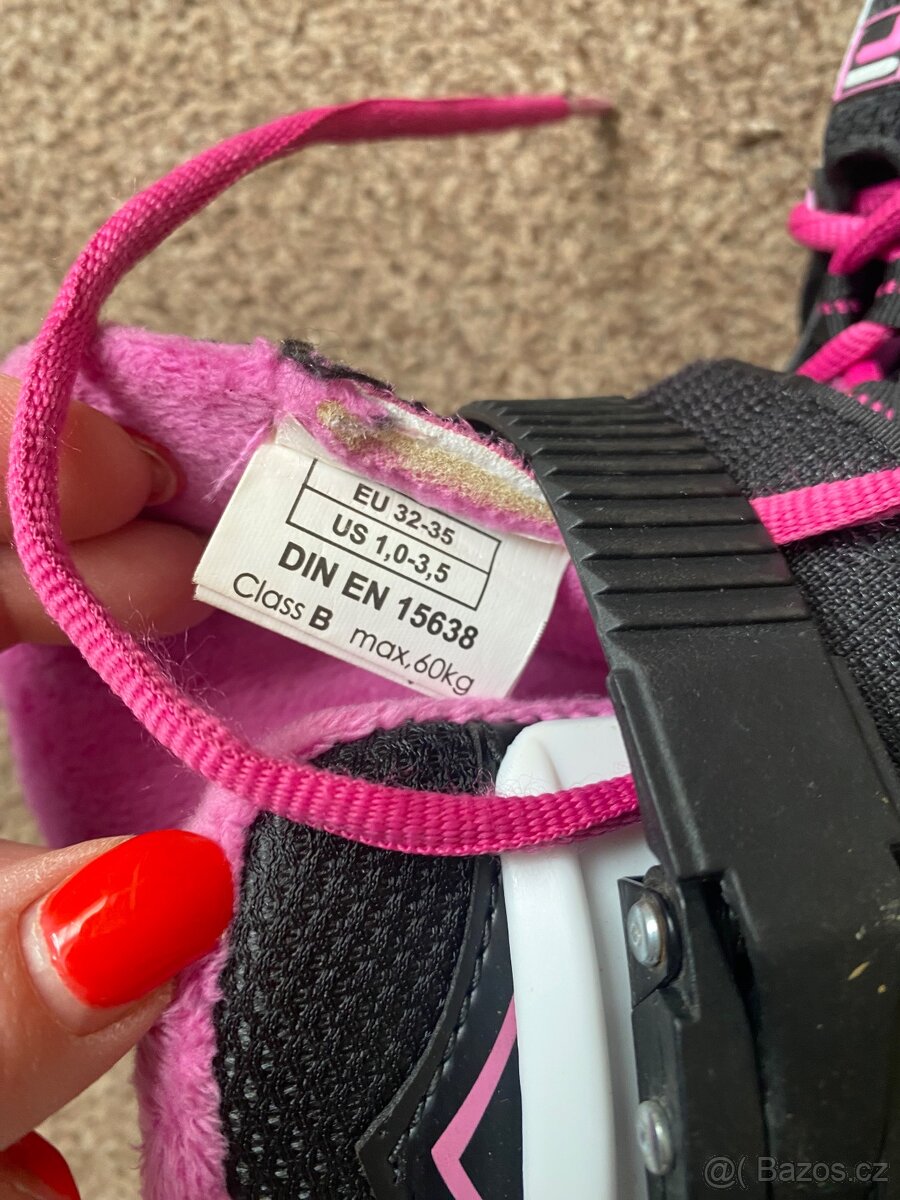 EU 32-35
US 1,0-3,5
DIN EN 15638
Class B max,60kg
@( Bazos.cz